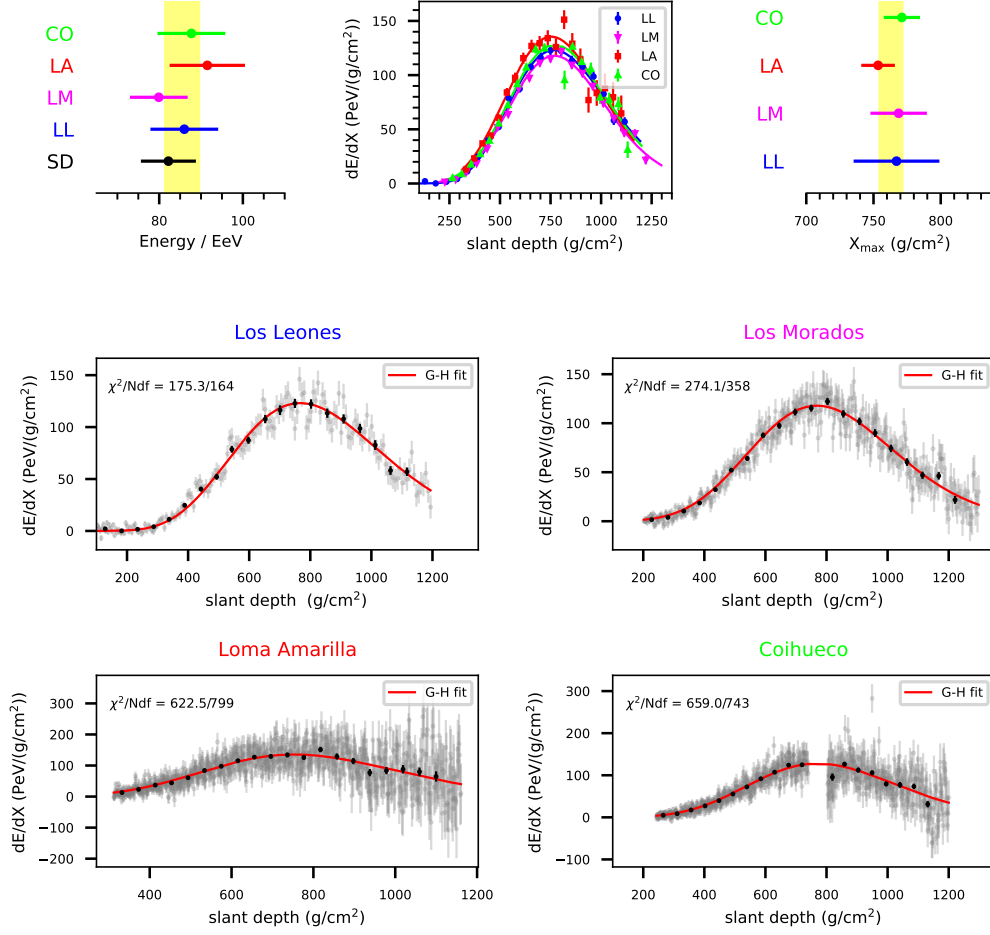 CO
LA
LM
LL
SD
80 100
Energy / EeV
dE/dX (PeV/(g/cm²))
150
100
50
0
LL
LM
LA
CO
250 500 750 1000 1250
slant depth (g/cm²)
CO
LA
LM
LL
700 750 800
Xmax (g/cm²)
Los Leones
dE/dX (PeV/(g/cm²))
150
100
50
0
χ²/Ndf = 175.3/164
G-H fit
200 400 600 800 1000 1200
slant depth (g/cm²)
Los Morados
dE/dX (PeV/(g/cm²))
150
100
50
0
χ²/Ndf = 274.1/358
G-H fit
200 400 600 800 1000 1200
slant depth (g/cm²)
Loma Amarilla
dE/dX (PeV/(g/cm²))
300
200
100
0
−100
−200
χ²/Ndf = 622.5/799
G-H fit
400 600 800 1000 1200
slant depth (g/cm²)
Coihueco
dE/dX (PeV/(g/cm²))
300
200
100
0
−100
χ²/Ndf = 659.0/743
G-H fit
200 400 600 800 1000 1200
slant depth (g/cm²)